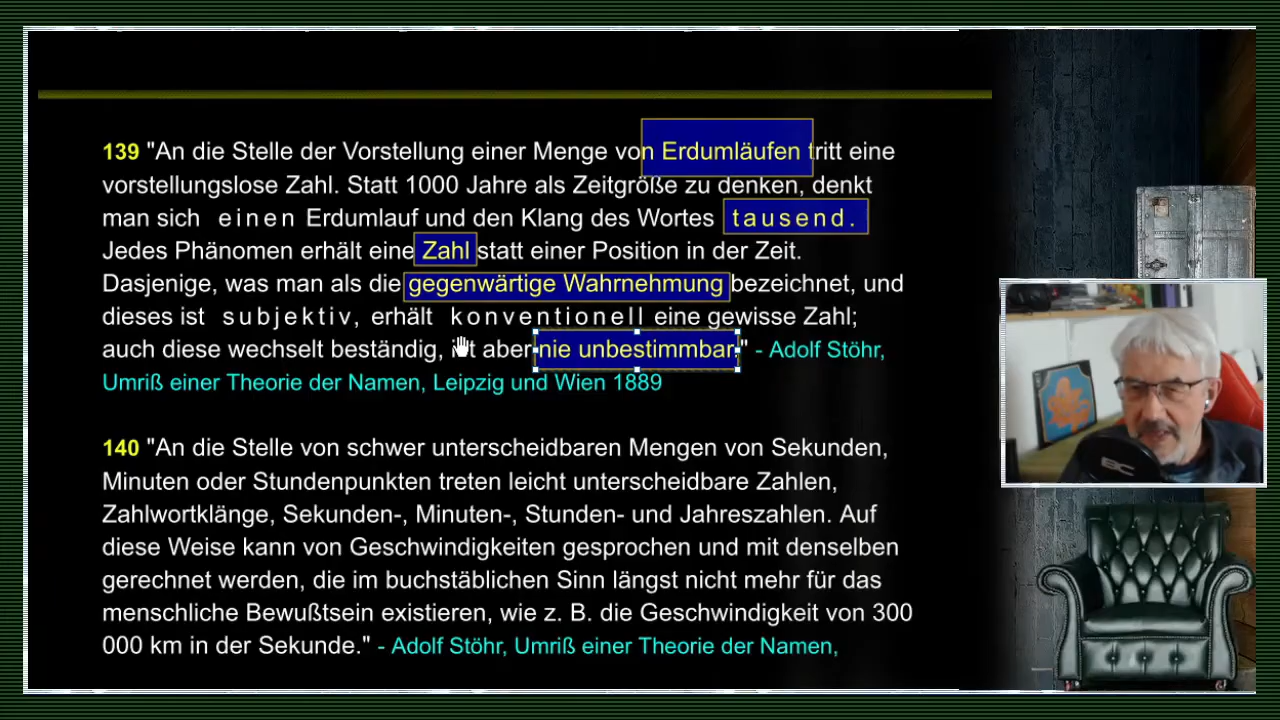 139 "An die Stelle der Vorstellung einer Menge von Erdumläufen tritt eine
vorstellungslose Zahl. Statt 1000 Jahre als Zeitgröße zu denken, denkt
man sich einen Erdumlauf und den Klang des Wortes tausend.
Jedes Phänomen erhält eine Zahl statt einer Position in der Zeit.
Dasjenige, was man als die gegenwärtige Wahrnehmung bezeichnet, und
dieses ist subjektiv, erhält konventionell eine gewisse Zahl;
auch diese wechselt beständig, ist aber nie unbestimmbar." - Adolf Stöhr,
Umriß einer Theorie der Namen, Leipzig und Wien 1889
140 "An die Stelle von schwer unterscheidbaren Mengen von Sekunden,
Minuten oder Stundenpunkten treten leicht unterscheidbare Zahlen,
Zahlwortklänge, Sekunden-, Minuten-, Stunden- und Jahreszahlen. Auf
diese Weise kann von Geschwindigkeiten gesprochen und mit denselben
gerechnet werden, die im buchstäblichen Sinn längst nicht mehr für das
menschliche Bewußtsein existieren, wie z. B. die Geschwindigkeit von 300
000 km in der Sekunde." - Adolf Stöhr, Umriß einer Theorie der Namen,